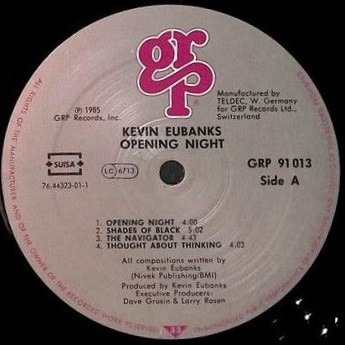 grp
Ⓟ 1985
GRP Records, Inc.
Manufactured by
TELDEC, W. Germany
for GRP Records Ltd.,
Switzerland
KEVIN EUBANKS
OPENING NIGHT
SUISA
LC 6713
GRP 91 013
76.44323-01-1
Side A
1. OPENING NIGHT 4:00
2. SHADES OF BLACK 5:02
3. THE NAVIGATOR 4:47
4. THOUGHT ABOUT THINKING 4:03
All compositions written by
Kevin Eubanks
(Nivek Publishing/BMI)
Produced by Kevin Eubanks
Executive Producers:
Dave Grusin & Larry Rosen
ALL RIGHTS OF THE MANUFACTURER AND OF THE OWNER OF THE RECORDED WORK RESERVED